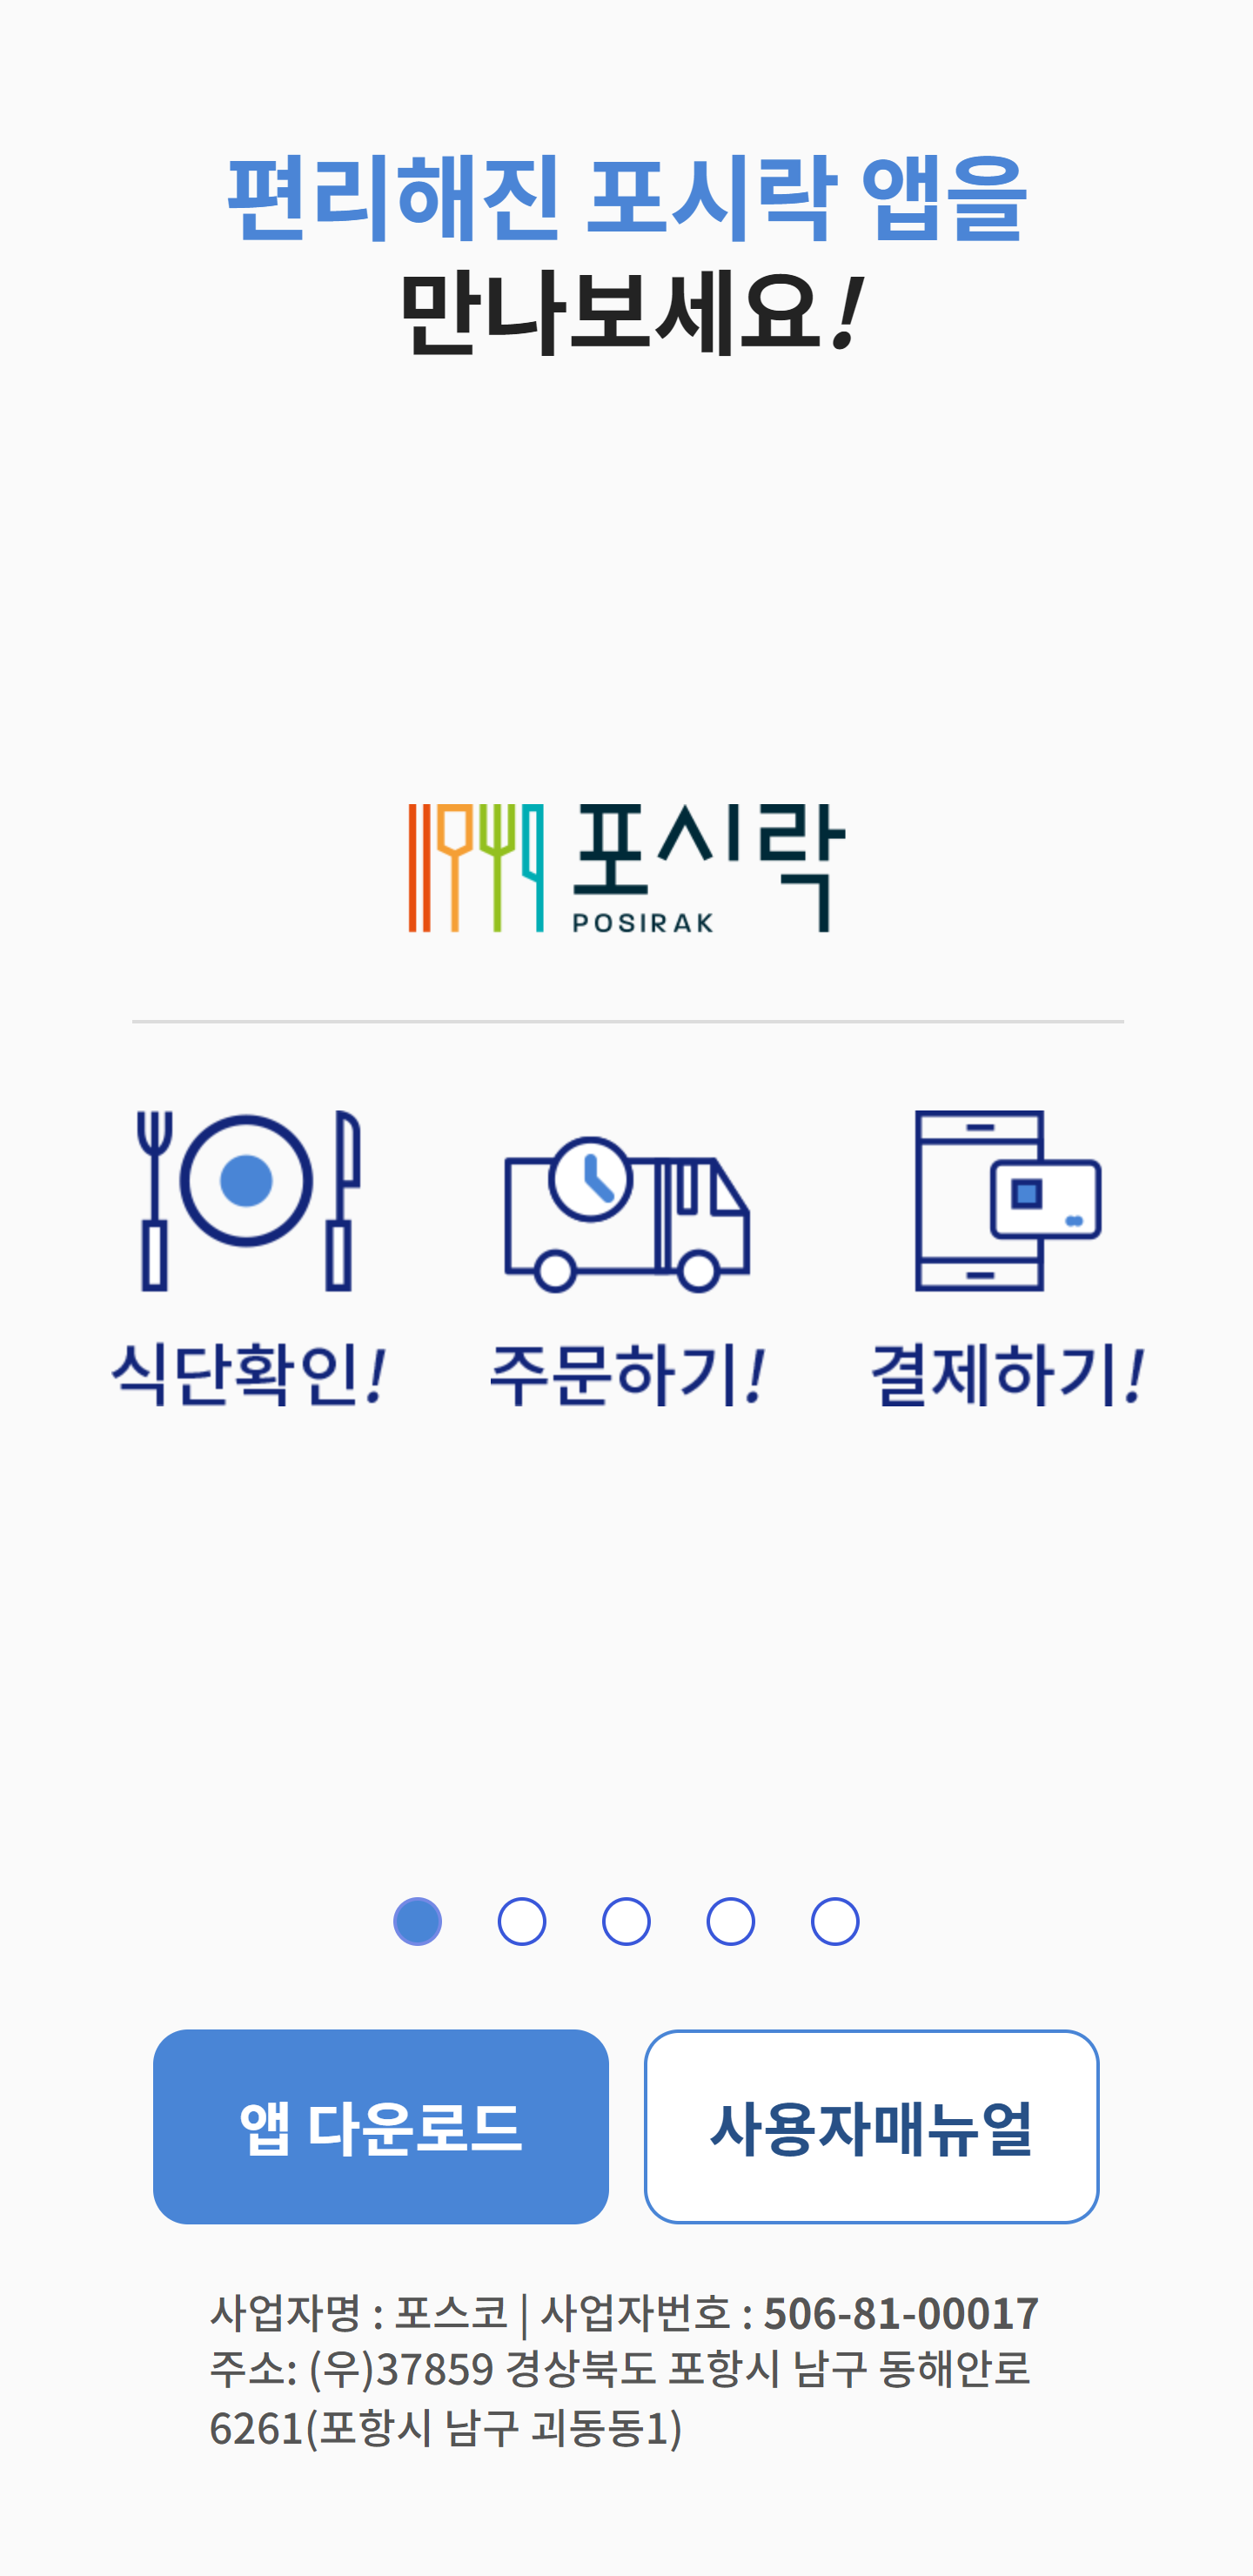 편리해진 포시락 앱을
만나보세요!
포시락
POSIRAK
식단확인!
주문하기!
결제하기!
앱 다운로드
사용자매뉴얼
사업자명 : 포스코 | 사업자번호 : 506-81-00017
주소: (우)37859 경상북도 포항시 남구 동해안로
6261(포항시 남구 괴동동1)